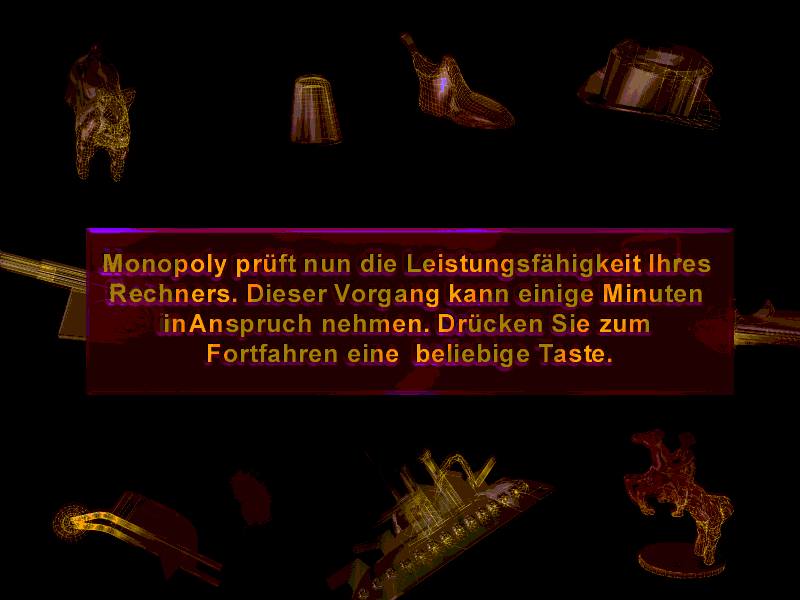 Monopoly prüft nun die Leistungsfähigkeit Ihres
Rechners. Dieser Vorgang kann einige Minuten
inAnspruch nehmen. Drücken Sie zum
Fortfahren eine  beliebige Taste.